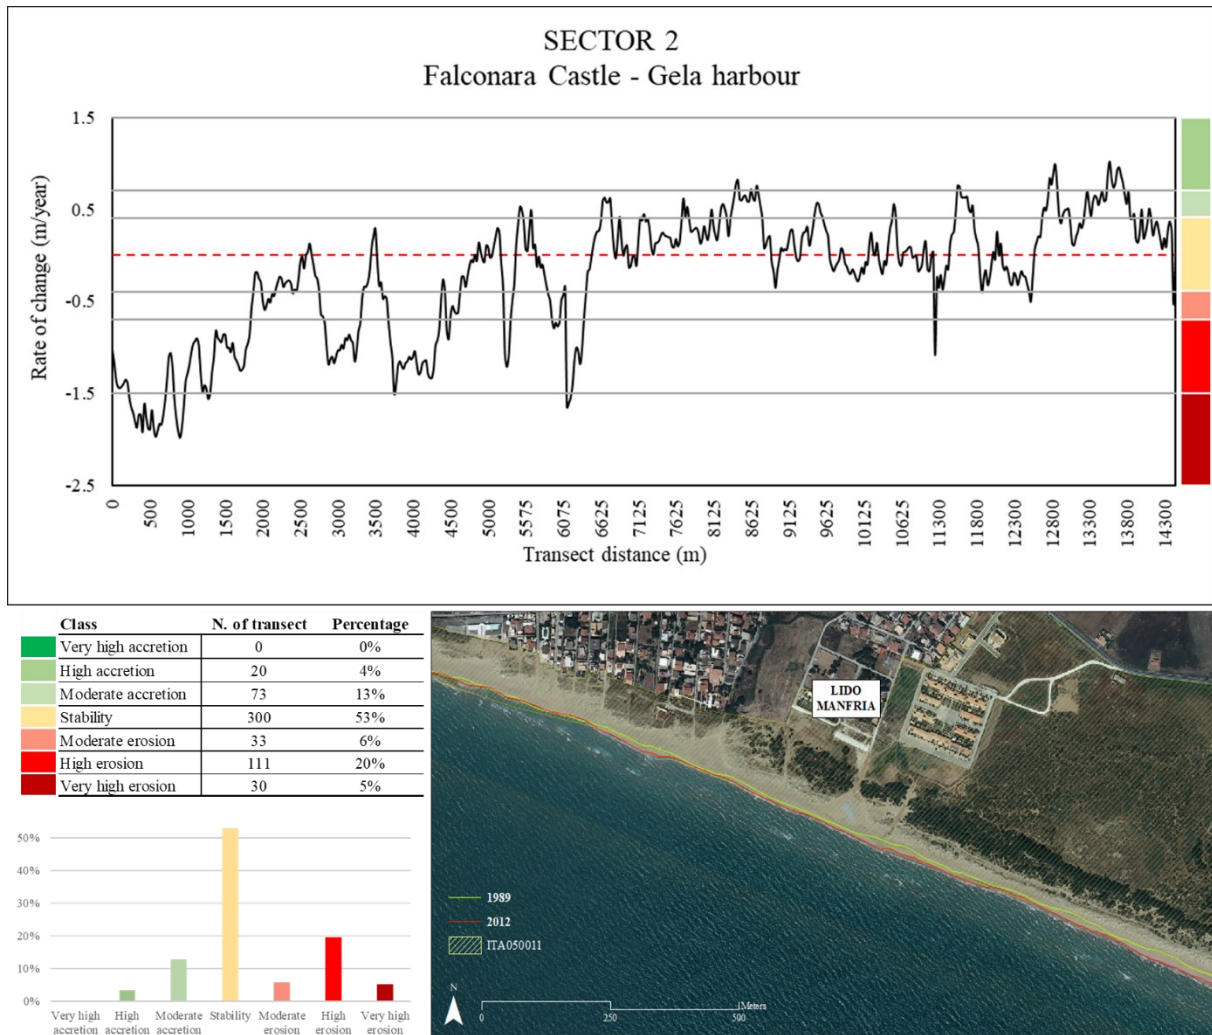 SECTOR 2
Falconara Castle - Gela harbour
Rate of change (m/year)
1.5
0.5
-0.5
-1.5
-2.5
0
500
1000
1500
2000
2500
3000
3500
4000
4500
5000
5575
6075
6625
7125
7625
8125
8625
9125
9625
10125
10625
11300
11800
12300
12800
13300
13800
14300
Transect distance (m)
Class N. of transect Percentage
Very high accretion 0 0%
High accretion 20 4%
Moderate accretion 73 13%
Stability 300 53%
Moderate erosion 33 6%
High erosion 111 20%
Very high erosion 30 5%
50%
40%
30%
20%
10%
0%
Very high accretion
High accretion
Moderate accretion
Stability
Moderate erosion
High erosion
Very high erosion
LIDO
MANFRIA
1989
2012
ITA050011
N
Meters
0 250 500